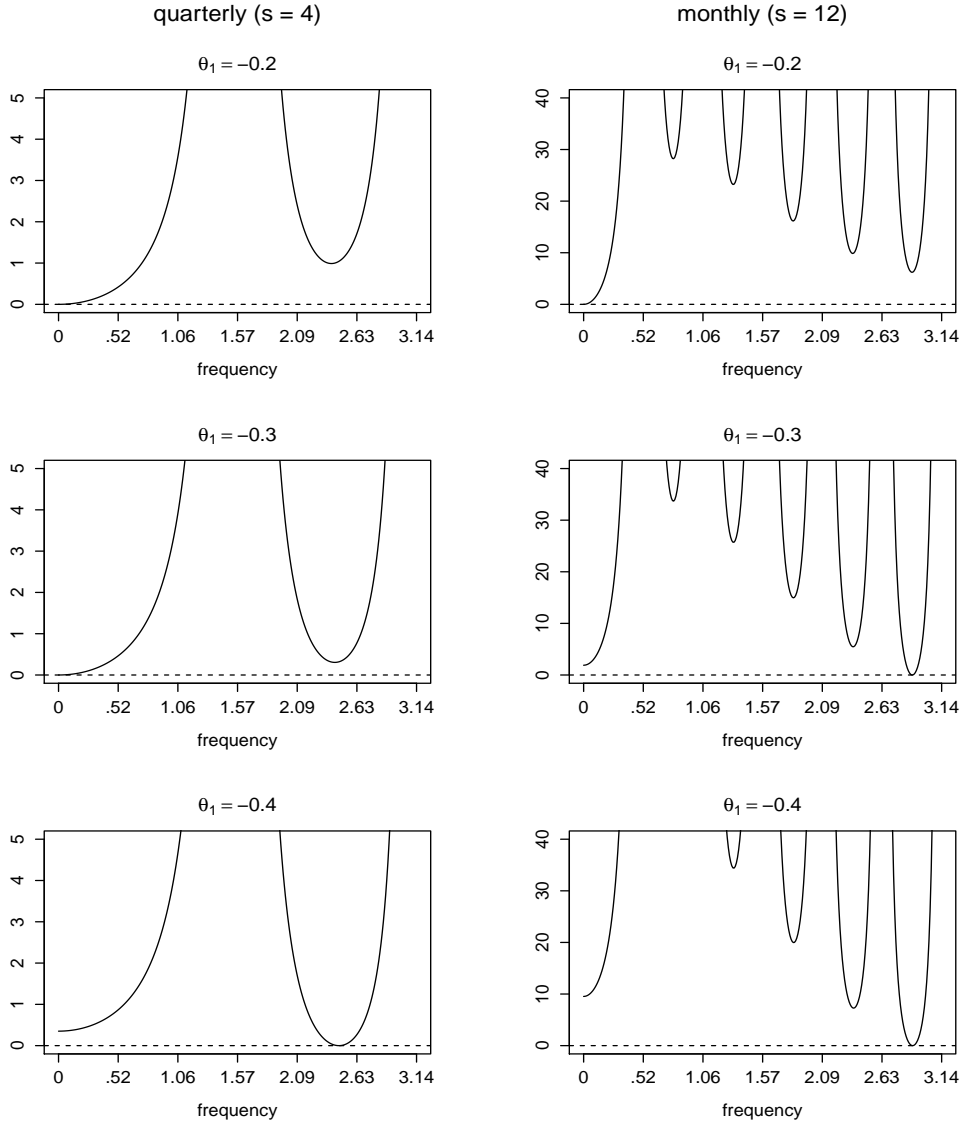 quarterly (s = 4)
monthly (s = 12)
θ1 = −0.2
5
4
3
2
1
0
0 .52 1.06 1.57 2.09 2.63 3.14
frequency
θ1 = −0.2
40
30
20
10
0
0 .52 1.06 1.57 2.09 2.63 3.14
frequency
θ1 = −0.3
5
4
3
2
1
0
0 .52 1.06 1.57 2.09 2.63 3.14
frequency
θ1 = −0.3
40
30
20
10
0
0 .52 1.06 1.57 2.09 2.63 3.14
frequency
θ1 = −0.4
5
4
3
2
1
0
0 .52 1.06 1.57 2.09 2.63 3.14
frequency
θ1 = −0.4
40
30
20
10
0
0 .52 1.06 1.57 2.09 2.63 3.14
frequency